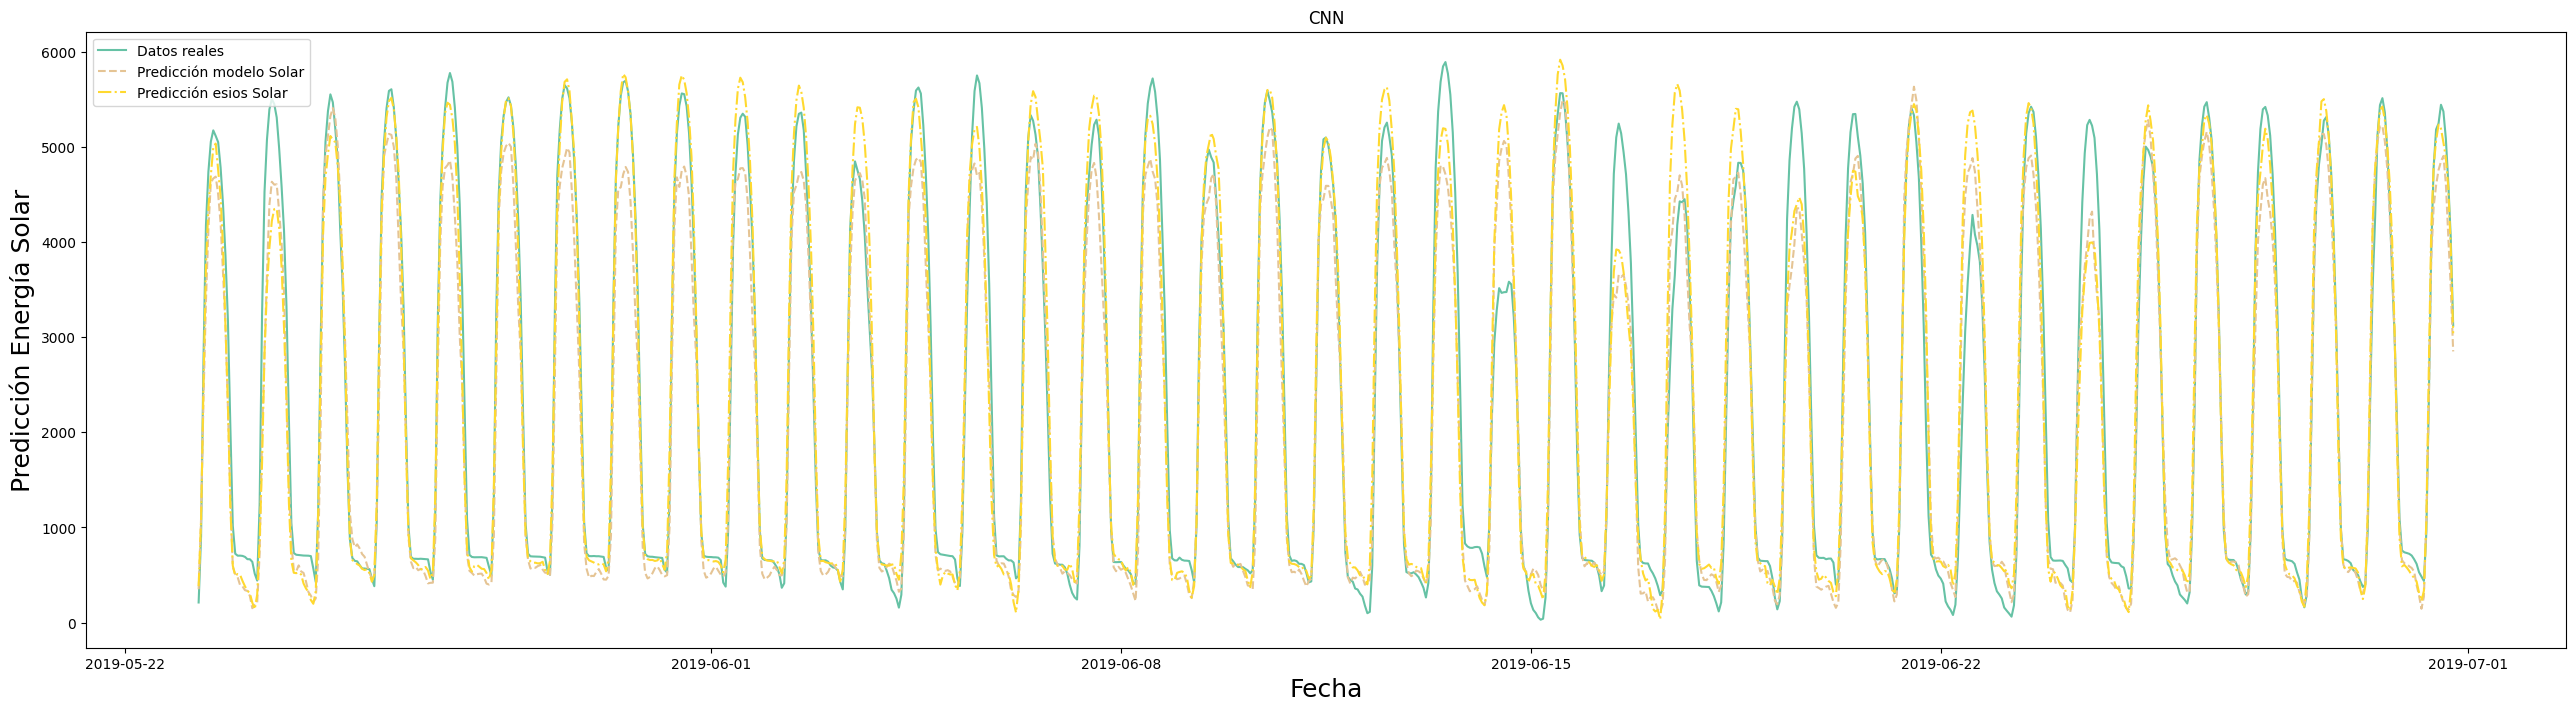 CNN
Datos reales
Predicción modelo Solar
Predicción esios Solar
Predicción Energía Solar
6000
5000
4000
3000
2000
1000
0
2019-05-22
2019-06-01
2019-06-08
2019-06-15
2019-06-22
2019-07-01
Fecha